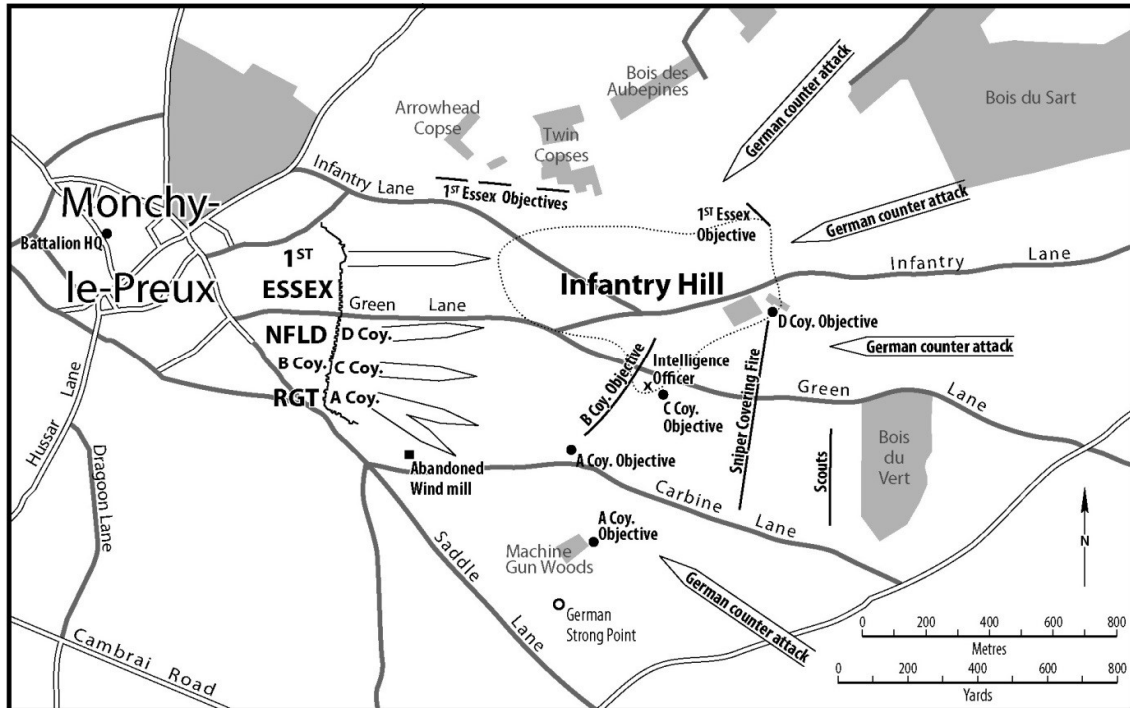 Bois des
Aubepines
Bois du Sart
German counter attack
Arrowhead
Copse
Twin
Copses
Infantry Lane
1ST Essex Objectives
1ST Essex
Objective
German counter attack
Monchy-
le-Preux
Battalion HQ
1ST
ESSEX
Infantry Hill
Infantry Lane
Green Lane
NFLD
RGT
D Coy.
B Coy.
C Coy.
A Coy.
D Coy. Objective
German counter attack
B Coy. Objective
Intelligence
Officer
x
C Coy.
Objective
Sniper Covering Fire
Green Lane
Hussar Lane
Dragoon Lane
Abandoned
Wind mill
A Coy. Objective
Carbine Lane
Scouts
Bois
du
Vert
A Coy.
Objective
Machine
Gun Woods
Saddle Lane
German
Strong Point
German counter attack
Cambrai Road
N
0 200 400 600 800
Metres
0 200 400 600 800
Yards